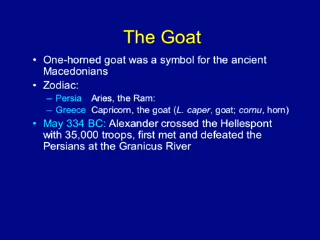 The Goat
• One-horned goat was a symbol for the ancient
Macedonians
• Zodiac:
– Persia Aries, the Ram:
– Greece Capricorn, the goat (L. caper, goat; cornu, horn)
• May 334 BC: Alexander crossed the Hellespont
with 35,000 troops, first met and defeated the
Persians at the Granicus River